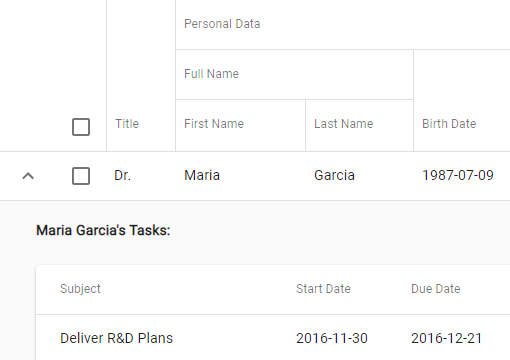 Personal Data
Full Name
Title First Name Last Name Birth Date
Dr. Maria Garcia 1987-07-09
Maria Garcia's Tasks:
Subject Start Date Due Date
Deliver R&D Plans 2016-11-30 2016-12-21